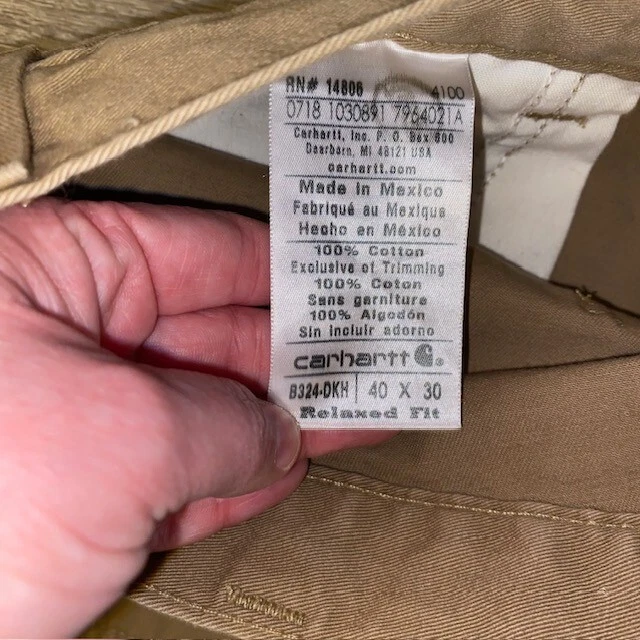 RN# 14806 4100
0718 1030891 7964021A
Carhartt, Inc. P. O. Box 600
Dearborn, MI 48121 USA
carhartt.com
Made in Mexico
Fabriqué au Mexique
Hecho en México
100% Cotton
Exclusive of Trimming
100% Coton
Sans garniture
100% Algodón
Sin incluir adorno
carhartt
B324-DKH 40 X 30
Relaxed Fit